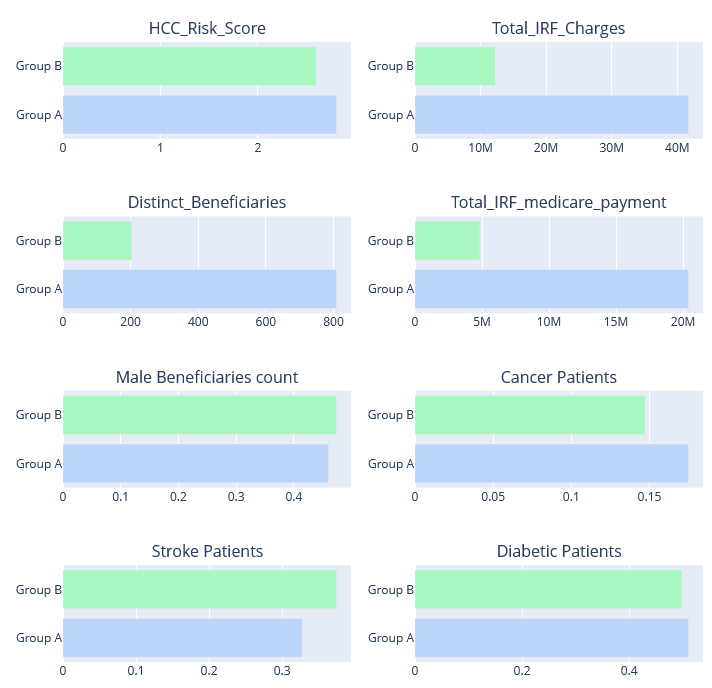 HCC_Risk_Score
Group B
Group A
0 1 2
Total_IRF_Charges
Group B
Group A
0 10M 20M 30M 40M
Distinct_Beneficiaries
Group B
Group A
0 200 400 600 800
Total_IRF_medicare_payment
Group B
Group A
0 5M 10M 15M 20M
Male Beneficiaries count
Group B
Group A
0 0.1 0.2 0.3 0.4
Cancer Patients
Group B
Group A
0 0.05 0.1 0.15
Stroke Patients
Group B
Group A
0 0.1 0.2 0.3
Diabetic Patients
Group B
Group A
0 0.2 0.4